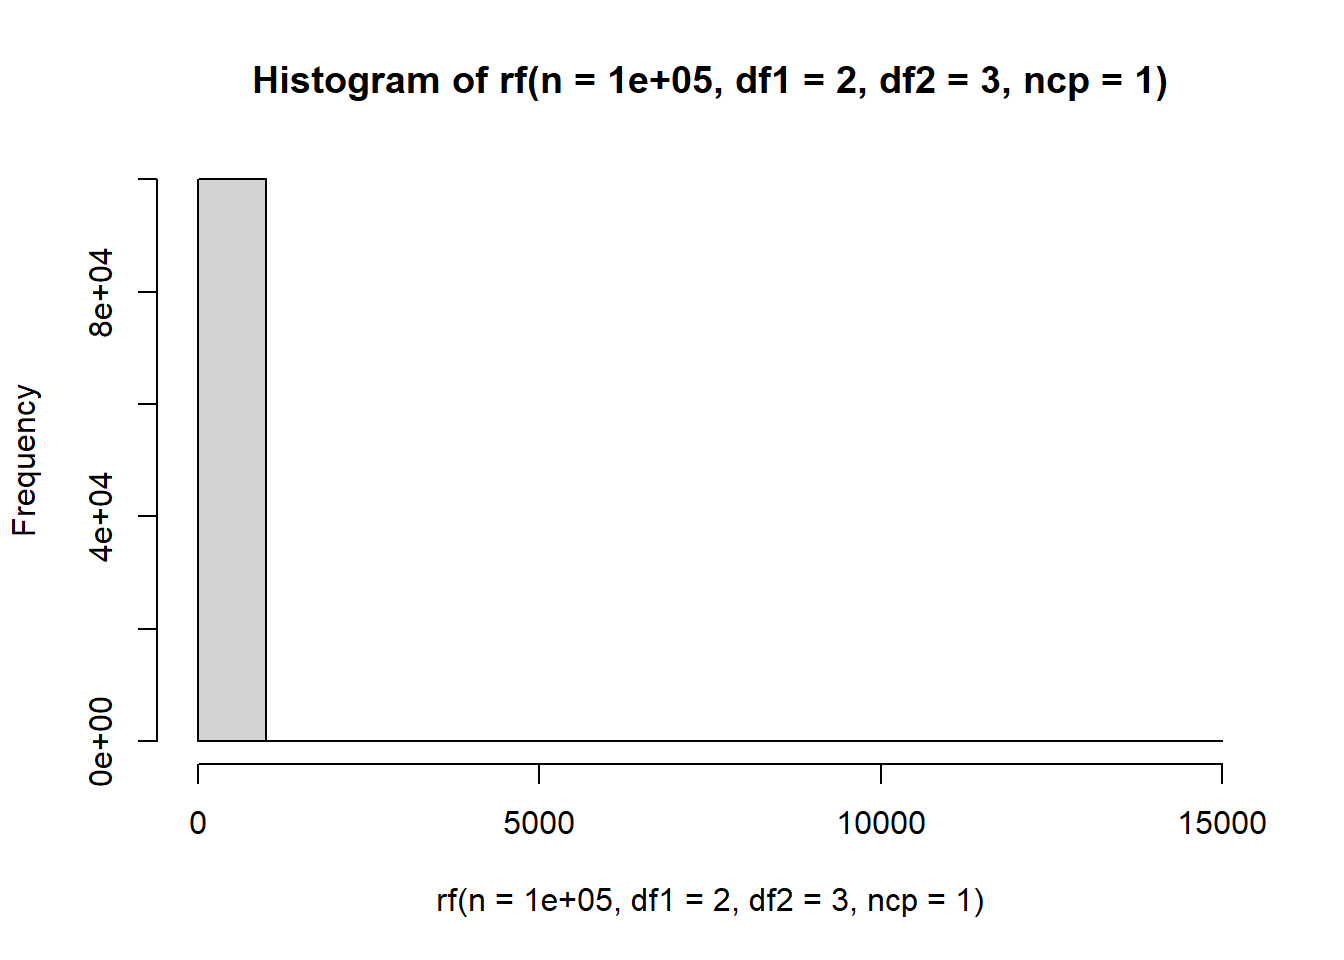 Histogram of rf(n = 1e+05, df1 = 2, df2 = 3, ncp = 1)
Frequency
8e+04
4e+04
0e+00
0 5000 10000 15000
rf(n = 1e+05, df1 = 2, df2 = 3, ncp = 1)